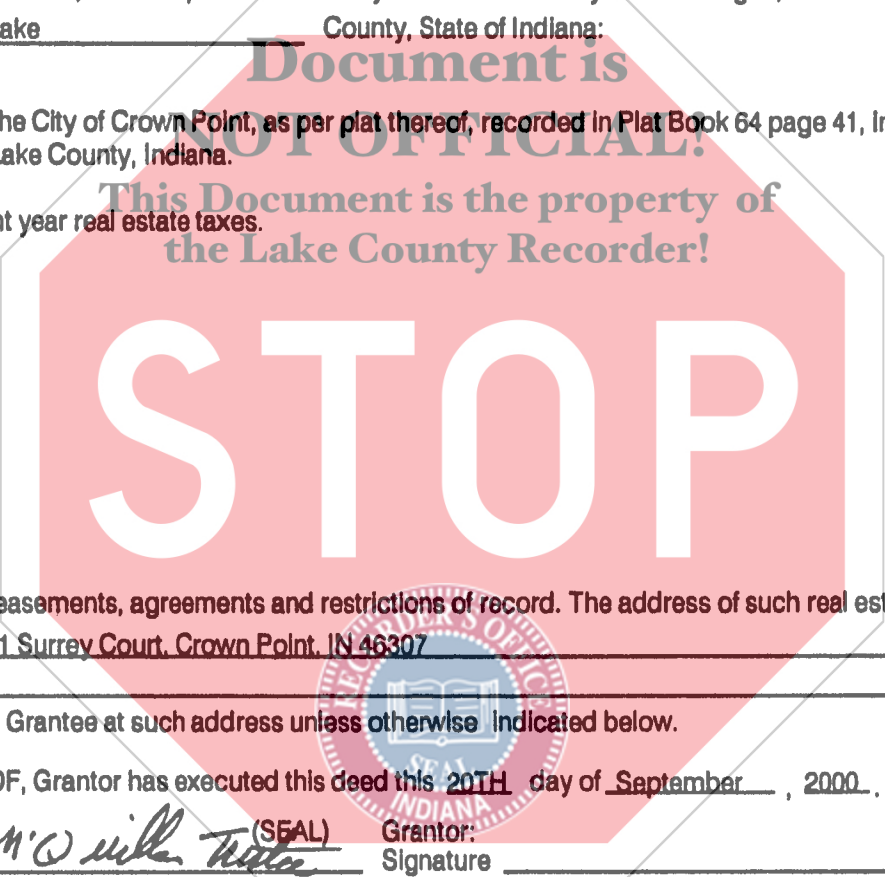 ake County, State of Indiana:
Document is
he City of Crown Point, as per plat thereof, recorded in Plat Book 64 page 41, in
NOT OFFICIAL!
Lake County, Indiana.
This Document is the property of
nt year real estate taxes.
the Lake County Recorder!
STOP
easements, agreements and restrictions of record. The address of such real est
RECORDER'S OFFICE
1 Surrey Court, Crown Point, IN 46307
Grantee at such address unless otherwise indicated below.
SEAL
OF, Grantor has executed this deed this 20TH day of September , 2000 .
INDIANA
(SEAL) Grantor:
Signature